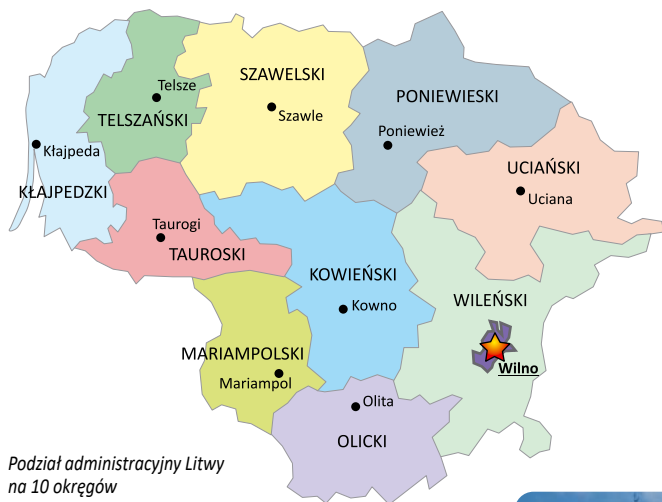 SZAWELSKI
Telsze
PONIEWIESKI
Szawle
TELSZAŃSKI
Poniewież
Kłajpeda
UCIAŃSKI
KŁAJPEDZKI
Uciana
Taurogi
TAUROSKI
KOWIEŃSKI
WILEŃSKI
Kowno
MARIAMPOLSKI
Wilno
Mariampol
Olita
OLICKI
Podział administracyjny Litwy
na 10 okręgów